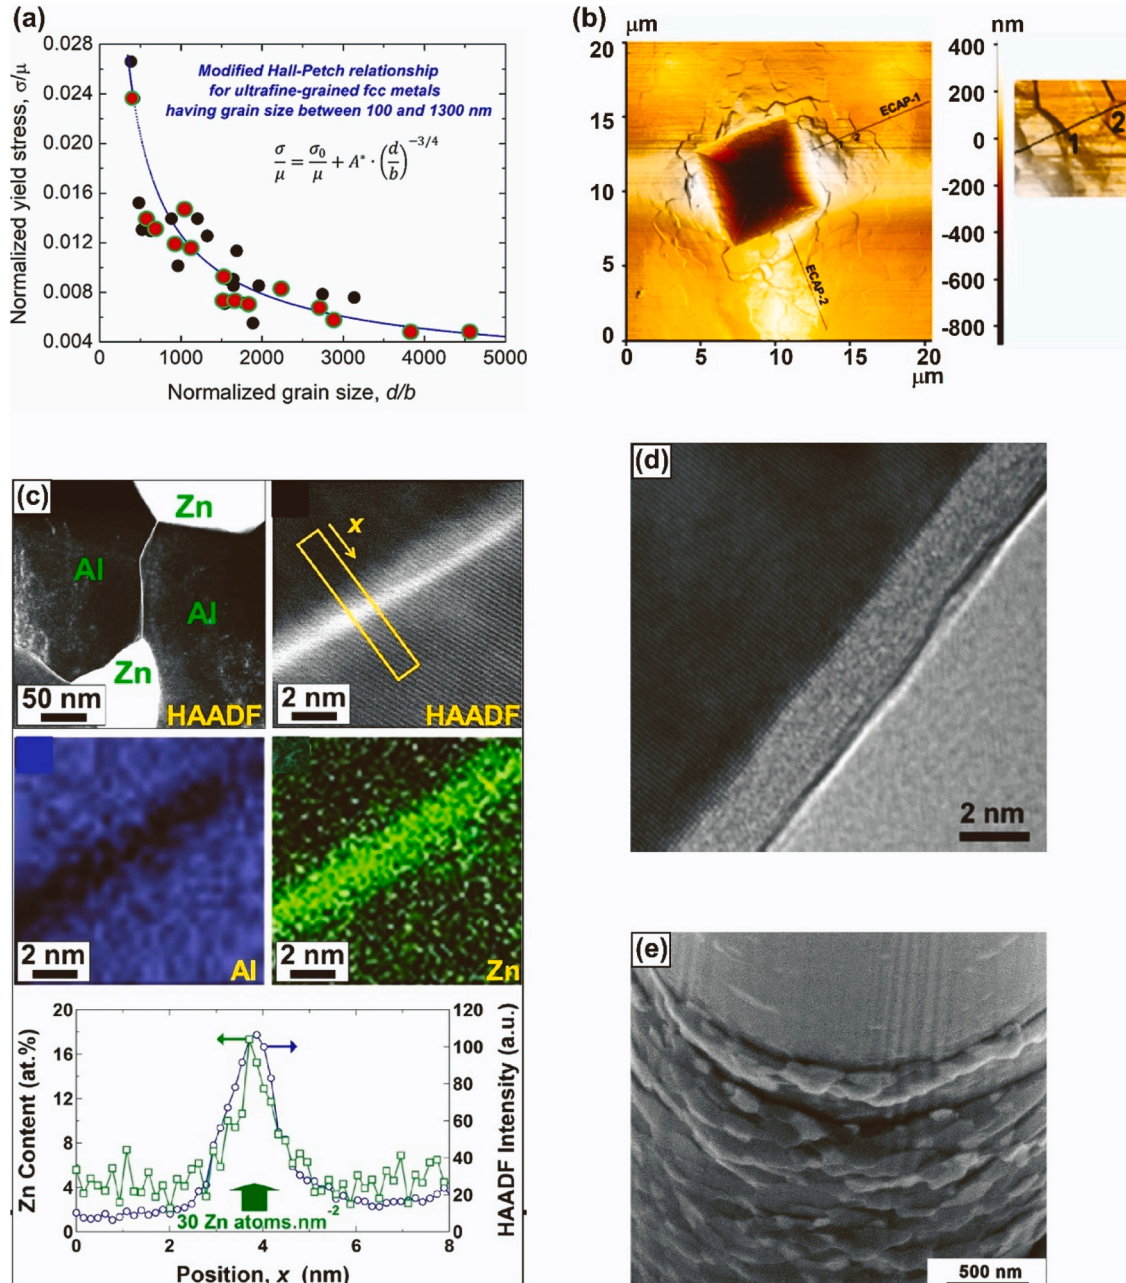 (a)
Normalized yield stress, σ/μ
0.028
0.024
0.020
0.016
0.012
0.008
0.004
Modified Hall-Petch relationship
for ultrafine-grained fcc metals
having grain size between 100 and 1300 nm
σ/μ = σ₀/μ + A* · (d/b)^−3/4
0 1000 2000 3000 4000 5000
Normalized grain size, d/b
(b)
μm
20
15
10
5
0
ECAP-1
1 2
ECAP-2
0 5 10 15 20
μm
nm
400
200
0
-200
-400
-600
-800
1 2
(c)
Zn
Al
Al
Zn
50 nm
HAADF
x
2 nm
HAADF
2 nm
Al
2 nm
Zn
Zn Content (at.%)
20
16
12
8
4
0
30 Zn atoms.nm⁻²
120
100
80
60
40
20
0
HAADF Intensity (a.u.)
0 2 4 6 8
Position, x (nm)
(d)
2 nm
(e)
500 nm